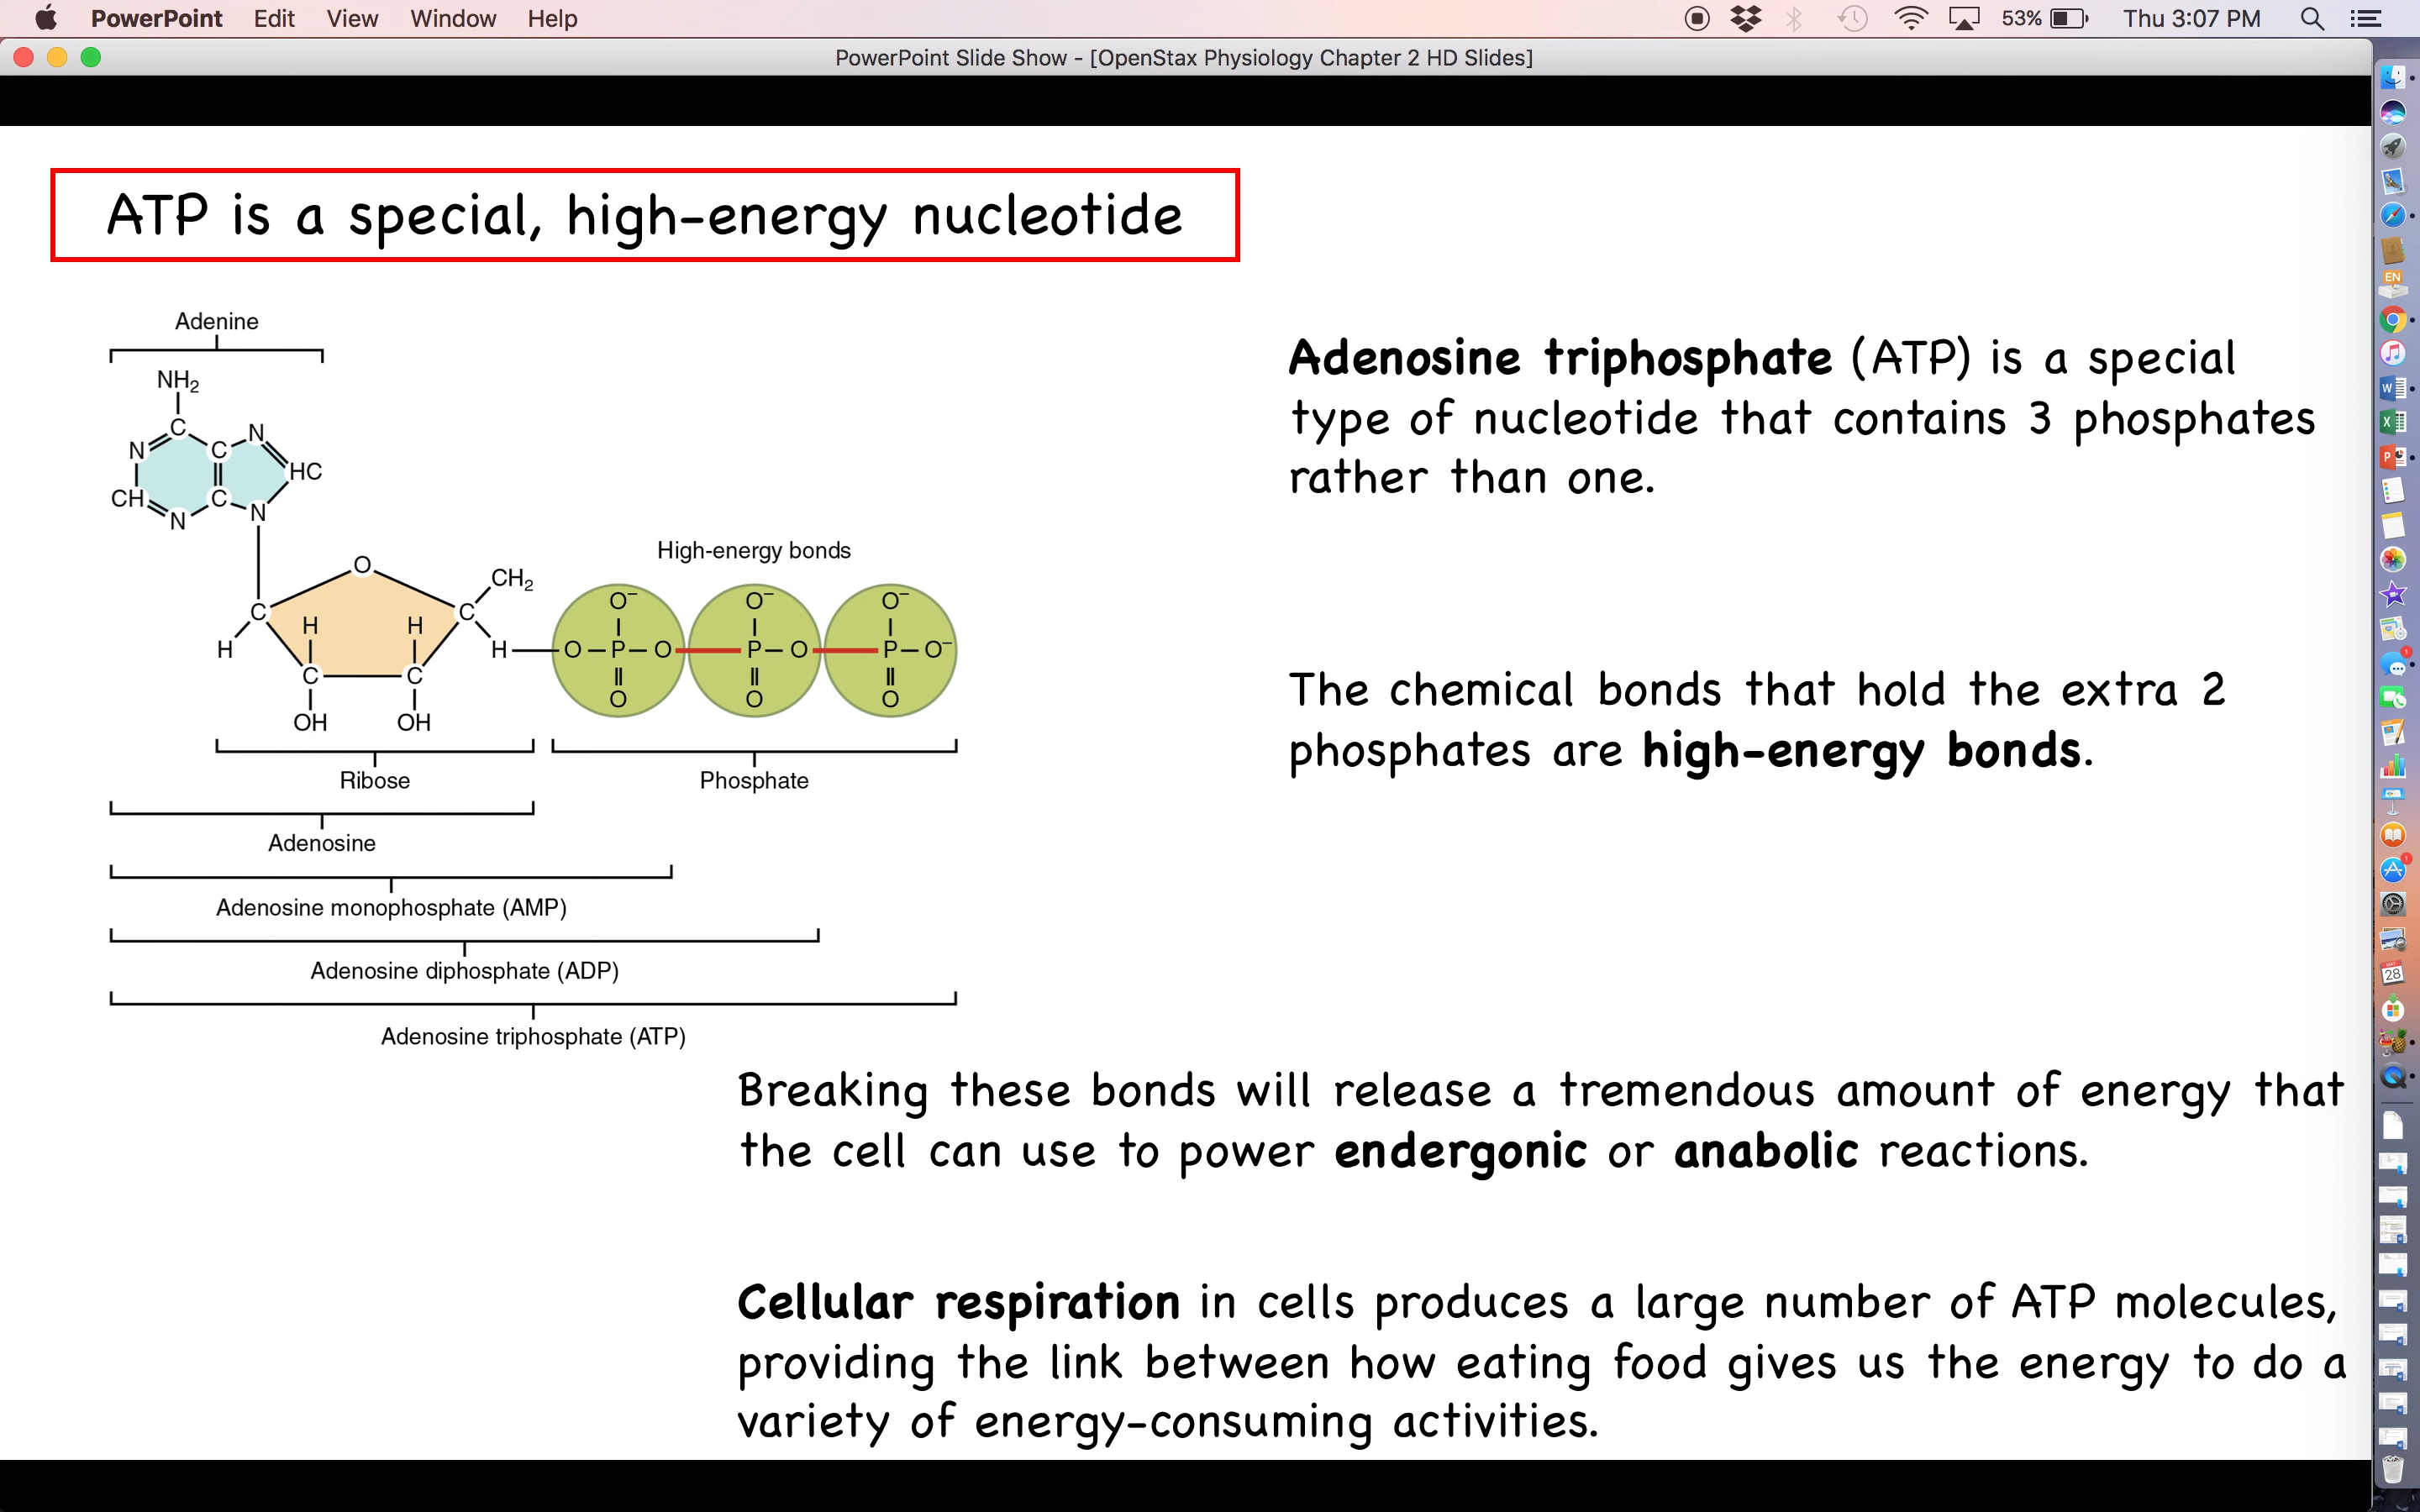 PowerPoint Edit View Window Help 53% Thu 3:07 PM
PowerPoint Slide Show - [OpenStax Physiology Chapter 2 HD Slides]
ATP is a special, high-energy nucleotide
Adenine
NH₂
C
N
C
N
HC
CH
N
C
N
O
CH₂
C
C
H
H
H
H
C
C
OH
OH
High-energy bonds
O⁻
O⁻
O⁻
O—P—O
P—O
P—O⁻
O
O
O
Ribose
Phosphate
Adenosine
Adenosine monophosphate (AMP)
Adenosine diphosphate (ADP)
Adenosine triphosphate (ATP)
Adenosine triphosphate (ATP) is a special
type of nucleotide that contains 3 phosphates
rather than one.
The chemical bonds that hold the extra 2
phosphates are high-energy bonds.
Breaking these bonds will release a tremendous amount of energy that
the cell can use to power endergonic or anabolic reactions.
Cellular respiration in cells produces a large number of ATP molecules,
providing the link between how eating food gives us the energy to do a
variety of energy-consuming activities.
EN
W
X
P
1
1
28